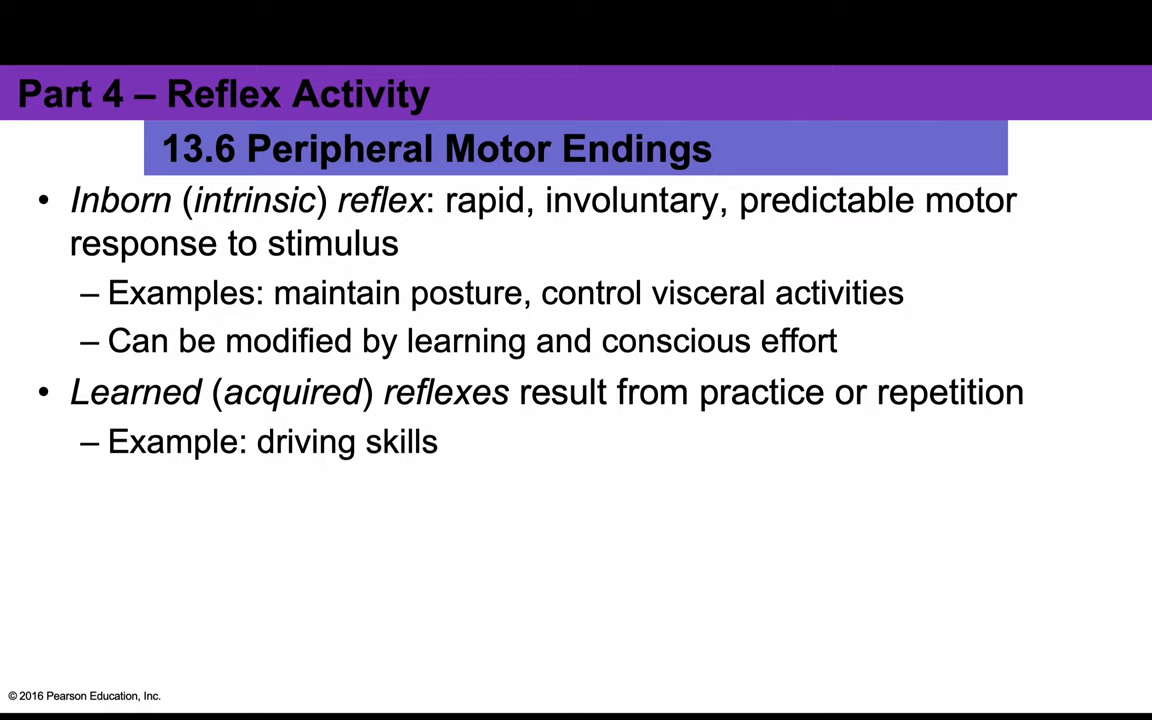 Part 4 – Reflex Activity
13.6 Peripheral Motor Endings
• Inborn (intrinsic) reflex: rapid, involuntary, predictable motor
response to stimulus
– Examples: maintain posture, control visceral activities
– Can be modified by learning and conscious effort
• Learned (acquired) reflexes result from practice or repetition
– Example: driving skills
© 2016 Pearson Education, Inc.